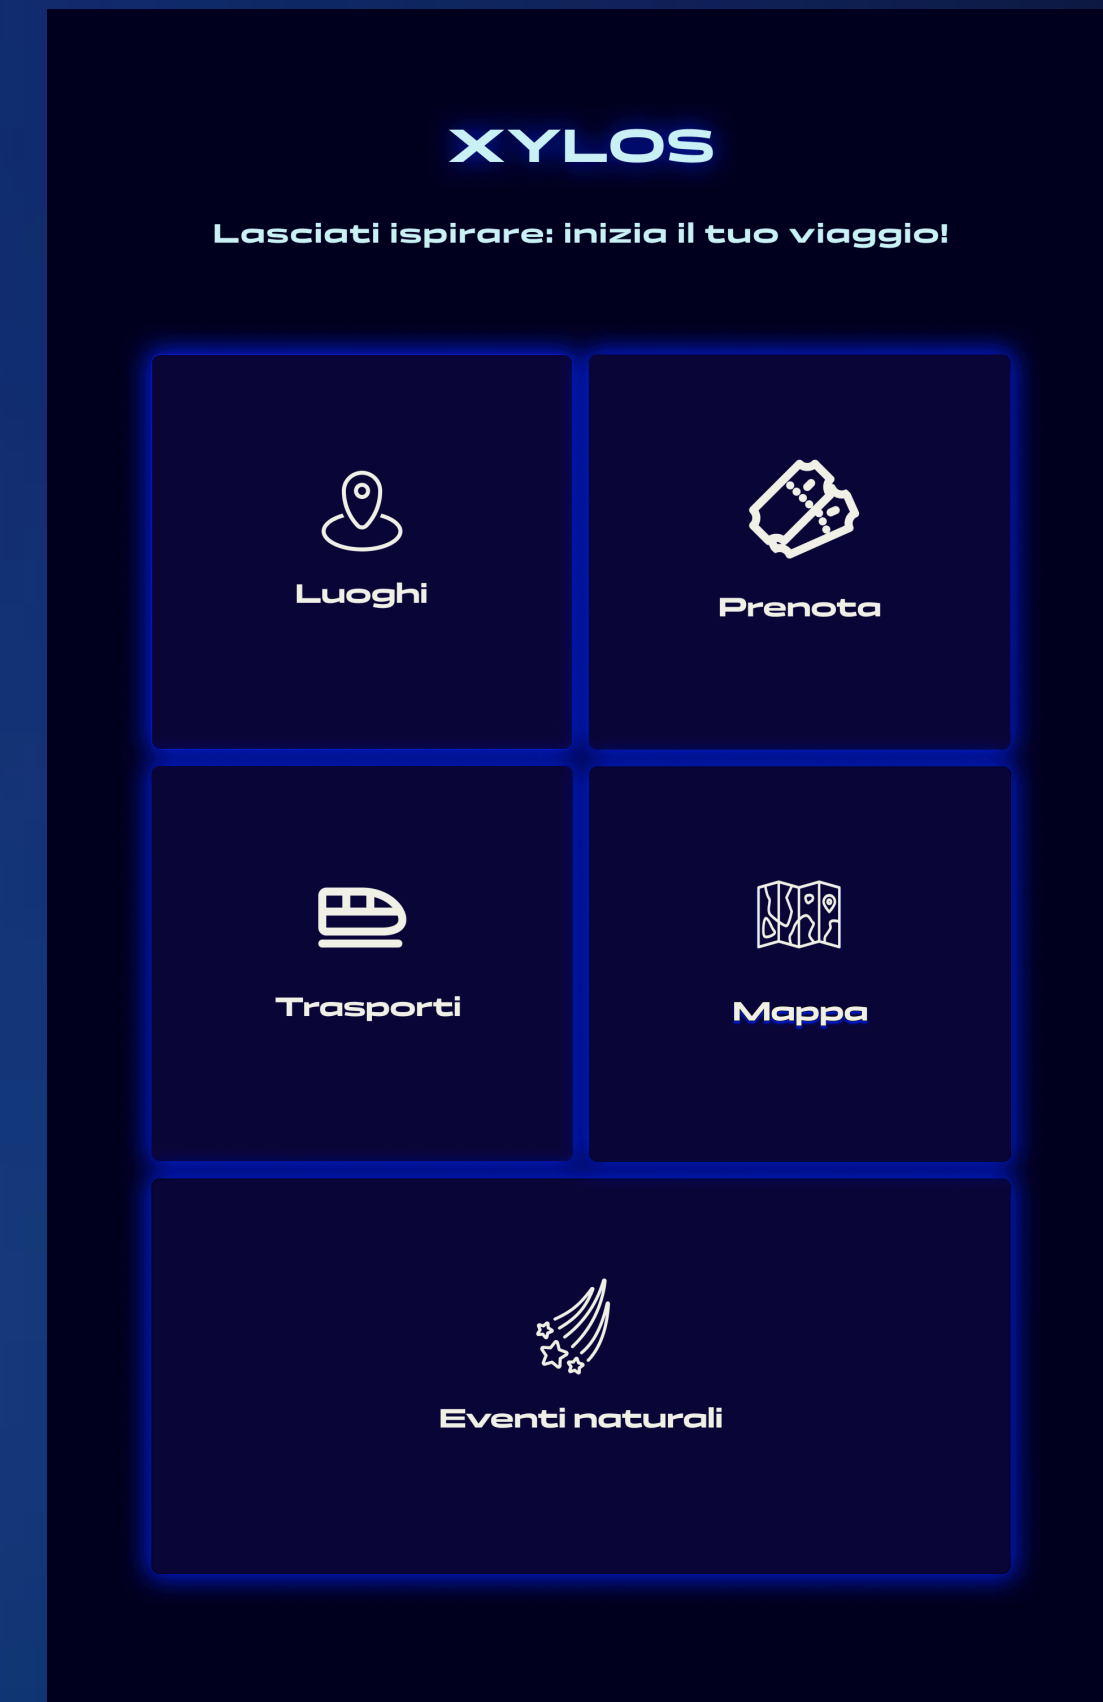 XYLOS
Lasciati ispirare: inizia il tuo viaggio!
Luoghi
Prenota
Trasporti
Mappa
Eventi naturali